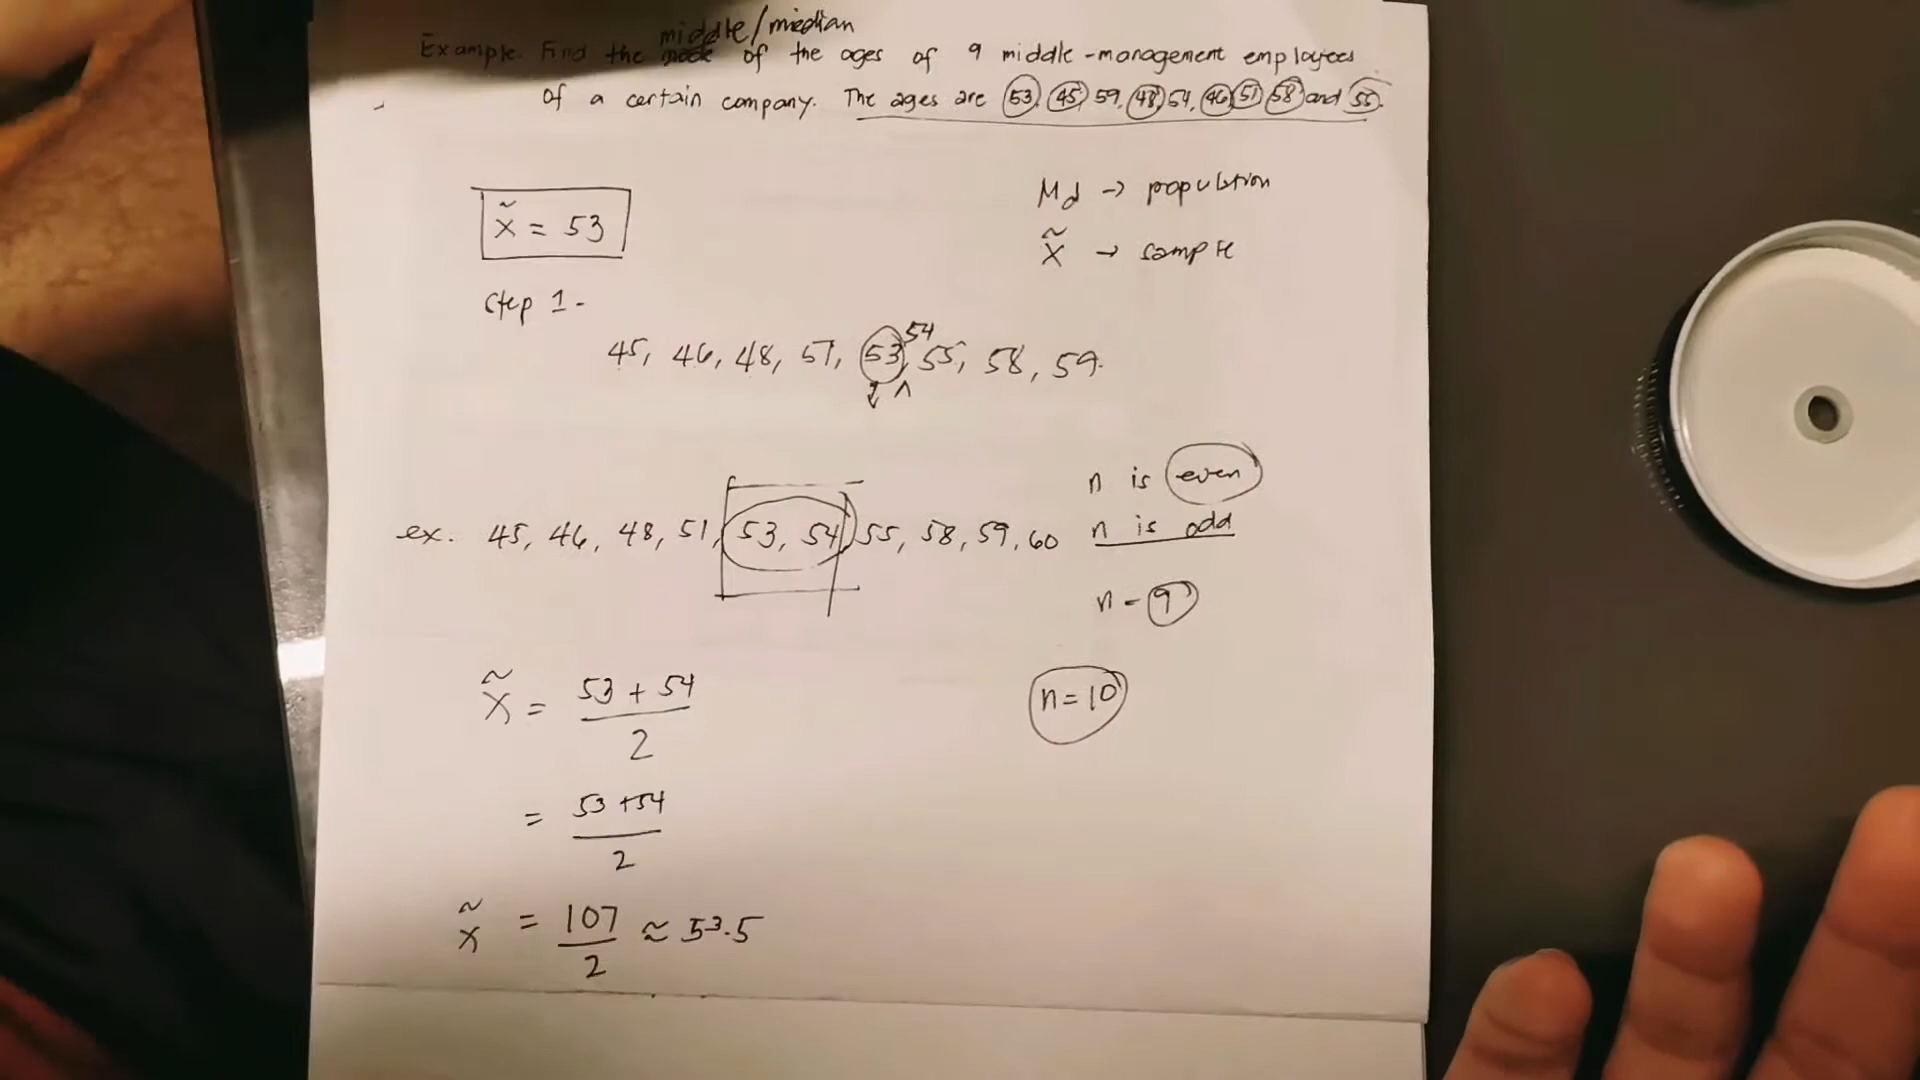 middle/median
Example. Find the mode of the ages of 9 middle-management employees
of a certain company. The ages are 53, 45, 59, 48, 54, 46, 51, 58 and 55.
x̃ = 53
Md → population
x̃ → sample
Step 1-
54
45, 46, 48, 51, 53, 55, 58, 59.
n is even
ex. 45, 46, 48, 51, 53, 54, 55, 58, 59, 60
n is odd
n = 9
x̃ = 53 + 54
2
n = 10
= 53 + 54
2
x̃ = 107 ≈ 53.5
2